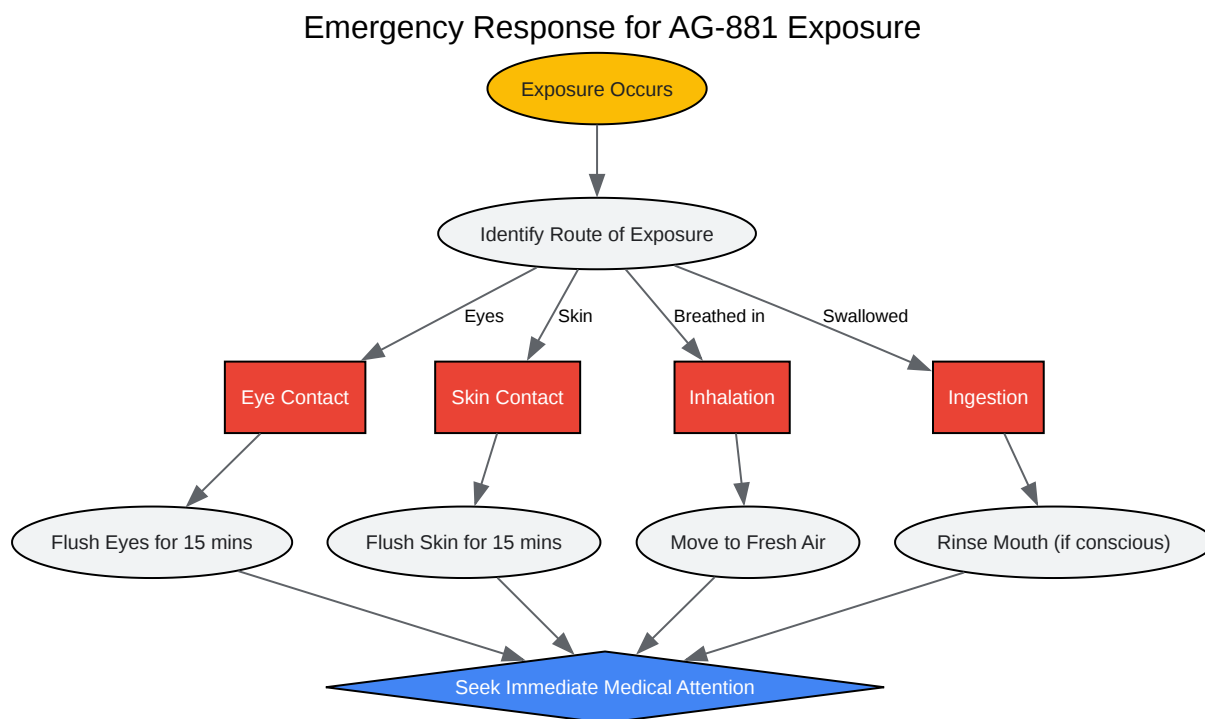 Emergency Response for AG-881 Exposure
Exposure Occurs
Identify Route of Exposure
Eyes
Skin
Breathed in
Swallowed
Eye Contact
Skin Contact
Inhalation
Ingestion
Flush Eyes for 15 mins
Flush Skin for 15 mins
Move to Fresh Air
Rinse Mouth (if conscious)
Seek Immediate Medical Attention